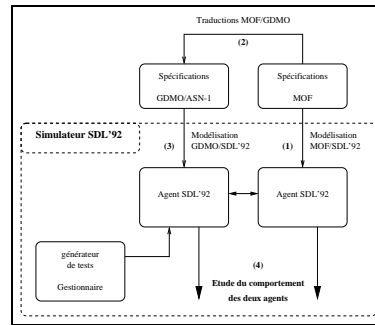 Traductions MOF/GDMO
(2)
Spécifications
GDMO/ASN-1
Spécifications
MOF
Simulateur SDL'92
(3)
Modélisation
GDMO/SDL'92
(1)
Modélisation
MOF/SDL'92
Agent SDL'92
Agent SDL'92
générateur
de tests
Gestionnaire
(4)
Etude du comportement
des deux agents